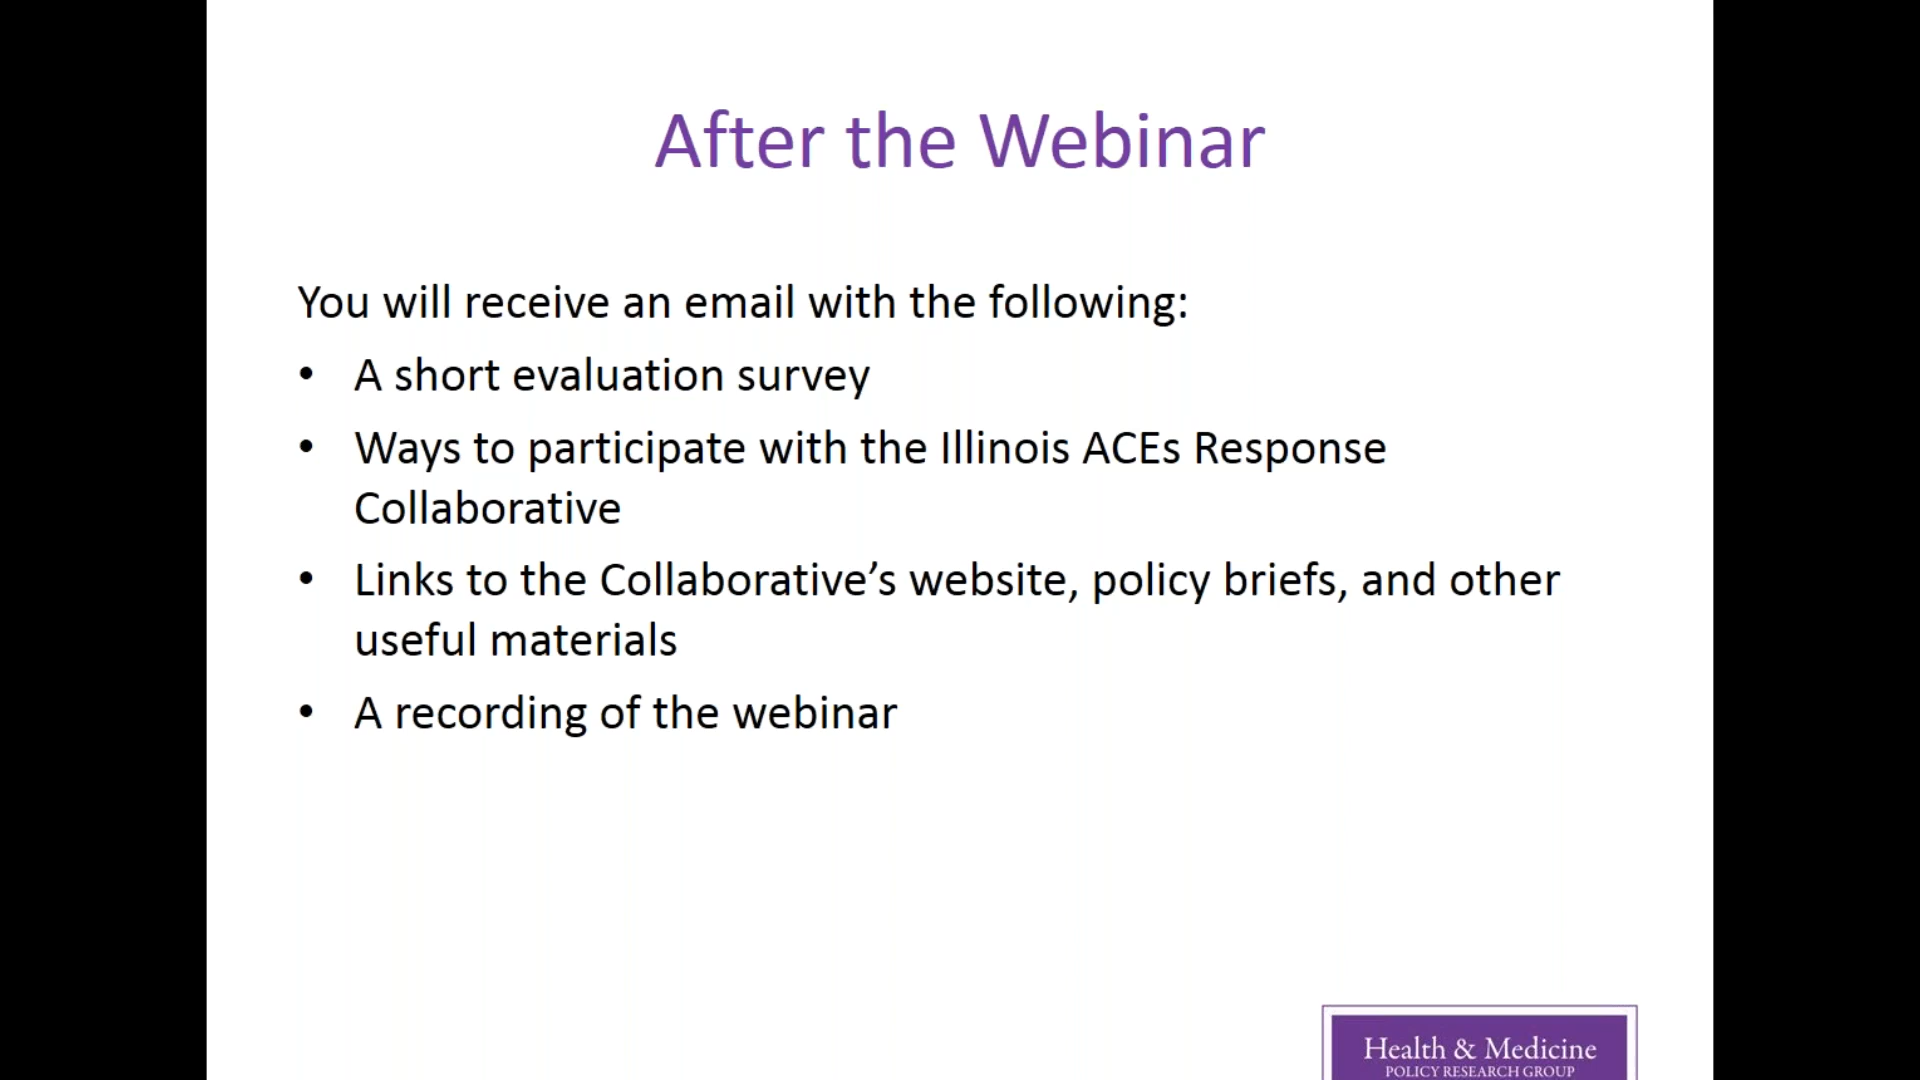 After the Webinar
You will receive an email with the following:
• A short evaluation survey
• Ways to participate with the Illinois ACEs Response
Collaborative
• Links to the Collaborative’s website, policy briefs, and other
useful materials
• A recording of the webinar
Health & Medicine
POLICY RESEARCH GROUP